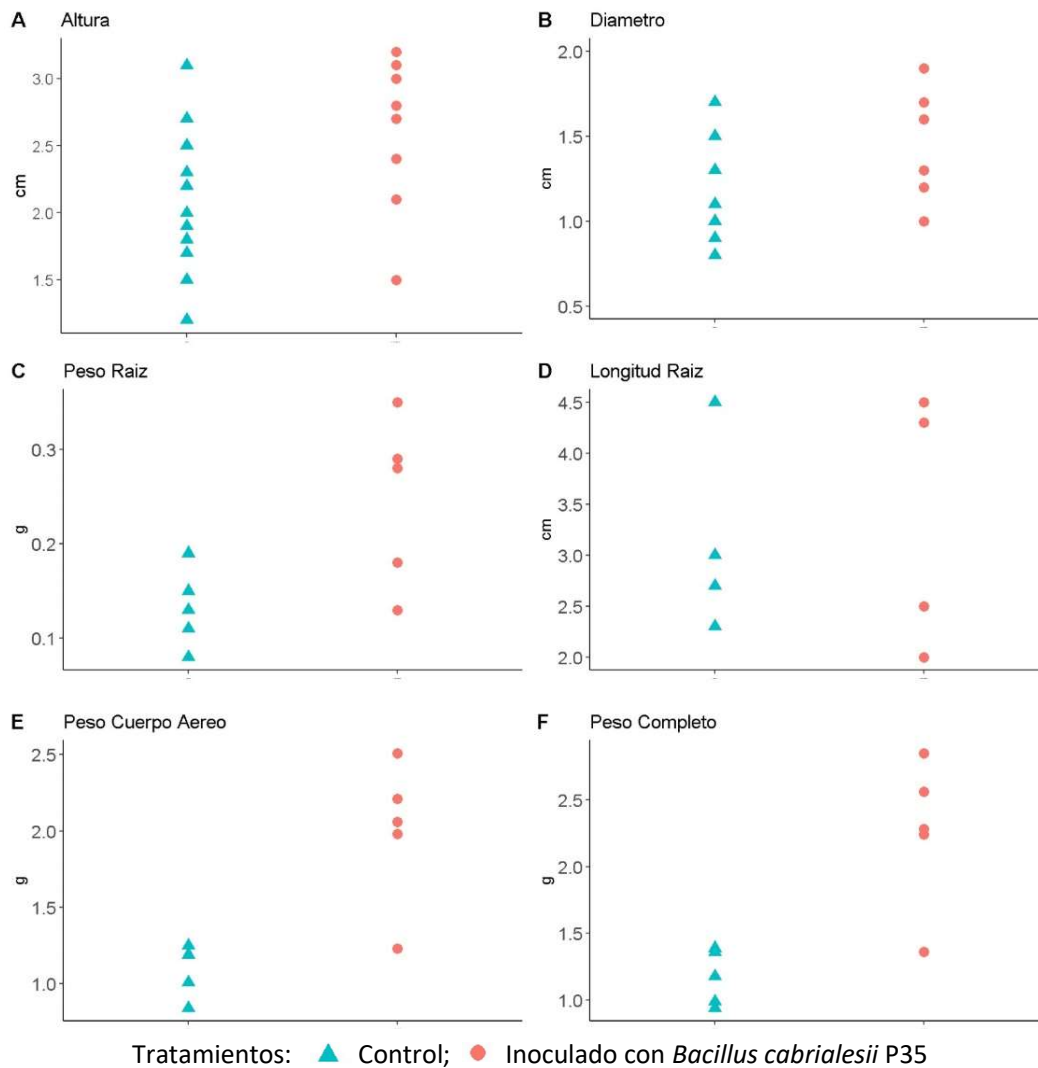 A Altura
3.0
2.5
2.0
1.5
cm
B Diametro
2.0
1.5
1.0
0.5
cm
C Peso Raiz
0.3
0.2
0.1
g
D Longitud Raiz
4.5
4.0
3.5
3.0
2.5
2.0
cm
E Peso Cuerpo Aereo
2.5
2.0
1.5
1.0
g
F Peso Completo
2.5
2.0
1.5
1.0
g
Tratamientos: Control; Inoculado con Bacillus cabrialesii P35